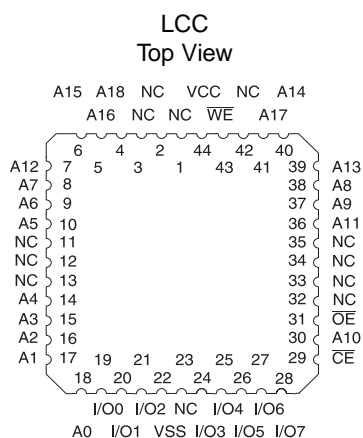 LCC
Top View
A15 A18 NC VCC NC A14
A16 NC NC W̅E̅ A17
6 4 2 44 42 40
A12 7 5 3 1 43 41 39 A13
A7 8 38 A8
A6 9 37 A9
A5 10 36 A11
NC 11 35 NC
NC 12 34 NC
NC 13 33 NC
A4 14 32 NC
A3 15 31 O̅E̅
A2 16 30 A10
A1 17 19 21 23 25 27 29 C̅E̅
18 20 22 24 26 28
I/O0 I/O2 NC I/O4 I/O6
A0 I/O1 VSS I/O3 I/O5 I/O7